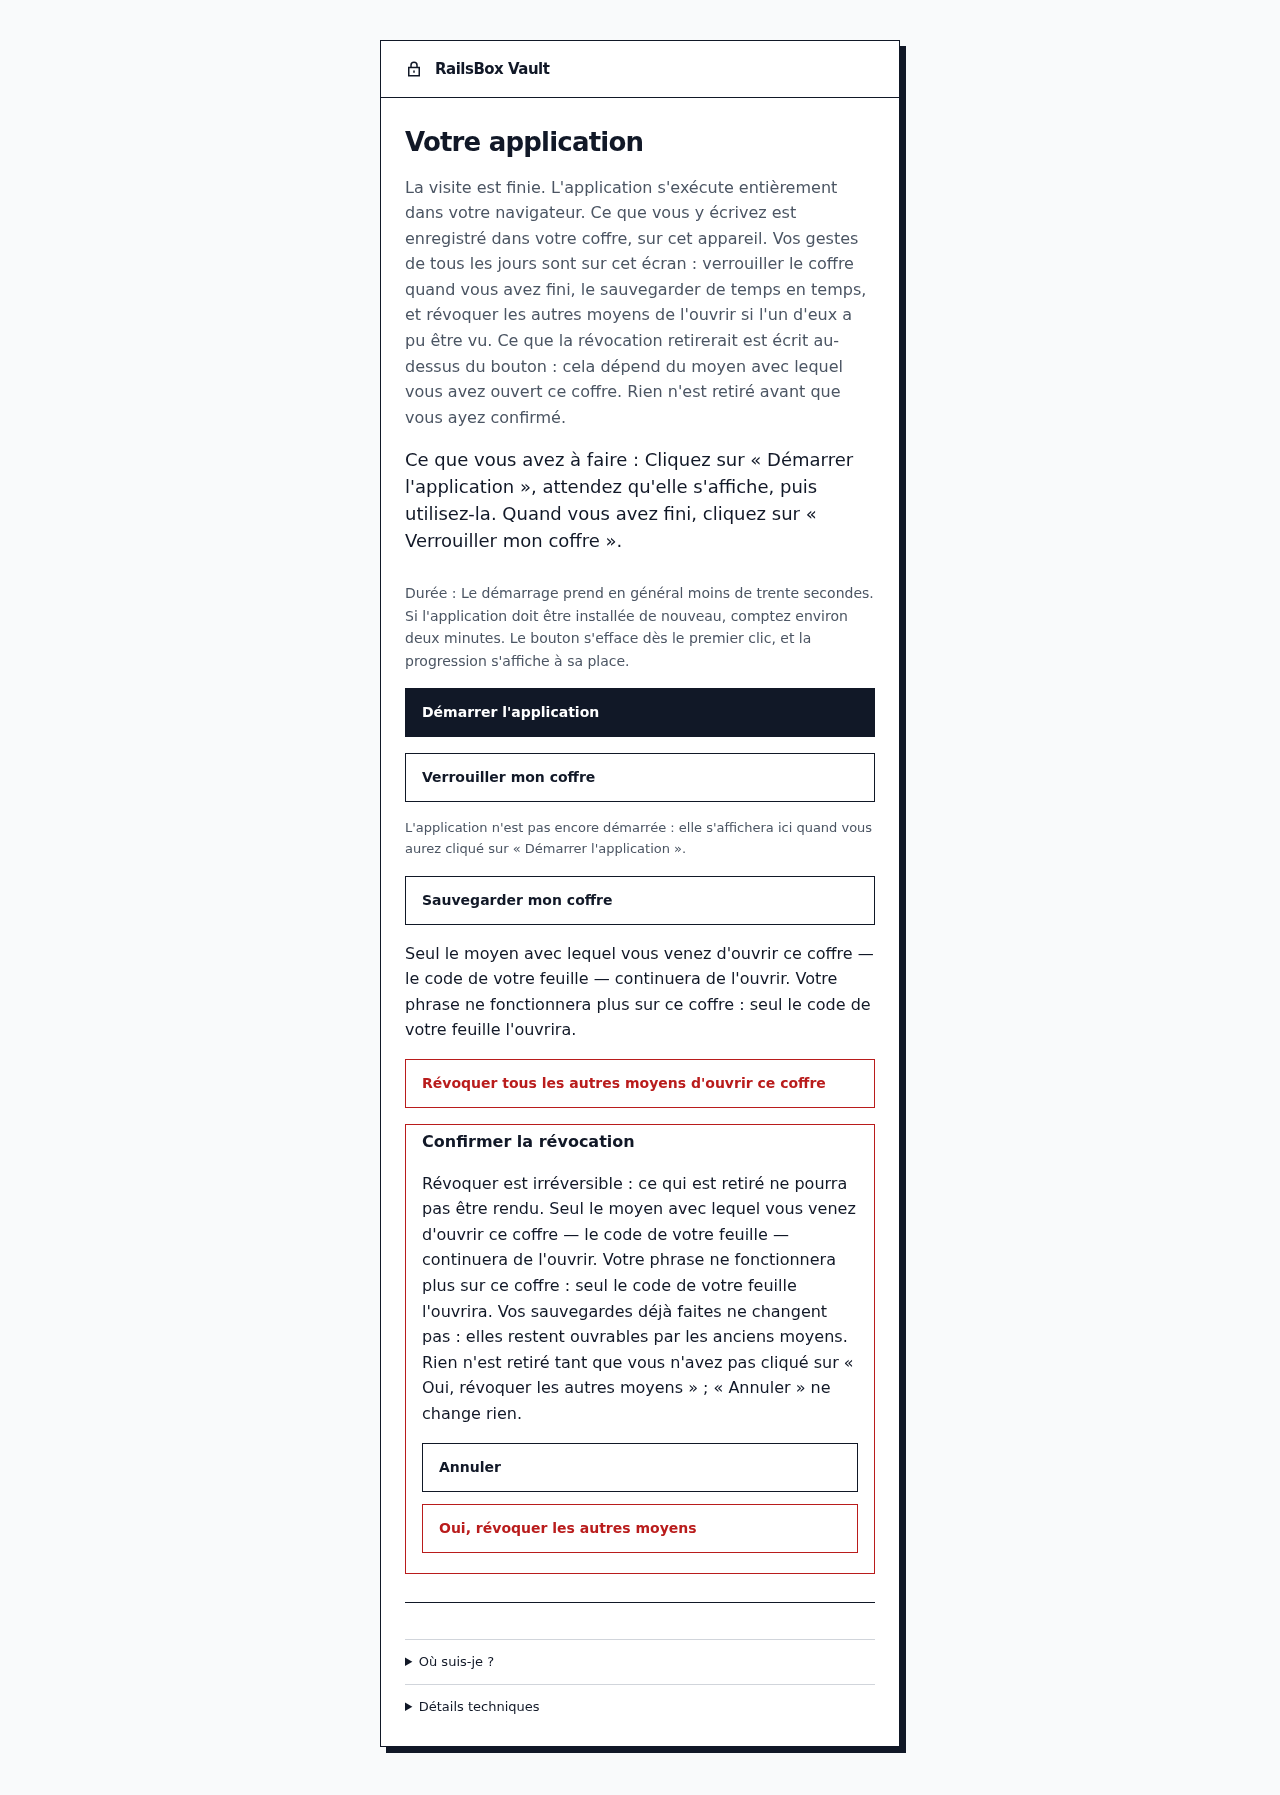 RailsBox Vault
Votre application
La visite est finie. L'application s'exécute entièrement
dans votre navigateur. Ce que vous y écrivez est
enregistré dans votre coffre, sur cet appareil. Vos gestes
de tous les jours sont sur cet écran : verrouiller le coffre
quand vous avez fini, le sauvegarder de temps en temps,
et révoquer les autres moyens de l'ouvrir si l'un d'eux a
pu être vu. Ce que la révocation retirerait est écrit au-
dessus du bouton : cela dépend du moyen avec lequel
vous avez ouvert ce coffre. Rien n'est retiré avant que
vous ayez confirmé.
Ce que vous avez à faire : Cliquez sur « Démarrer
l'application », attendez qu'elle s'affiche, puis
utilisez-la. Quand vous avez fini, cliquez sur «
Verrouiller mon coffre ».
Durée : Le démarrage prend en général moins de trente secondes.
Si l'application doit être installée de nouveau, comptez environ
deux minutes. Le bouton s'efface dès le premier clic, et la
progression s'affiche à sa place.
Démarrer l'application
Verrouiller mon coffre
L'application n'est pas encore démarrée : elle s'affichera ici quand vous
aurez cliqué sur « Démarrer l'application ».
Sauvegarder mon coffre
Seul le moyen avec lequel vous venez d'ouvrir ce coffre —
le code de votre feuille — continuera de l'ouvrir. Votre
phrase ne fonctionnera plus sur ce coffre : seul le code de
votre feuille l'ouvrira.
Révoquer tous les autres moyens d'ouvrir ce coffre
Confirmer la révocation
Révoquer est irréversible : ce qui est retiré ne pourra
pas être rendu. Seul le moyen avec lequel vous venez
d'ouvrir ce coffre — le code de votre feuille —
continuera de l'ouvrir. Votre phrase ne fonctionnera
plus sur ce coffre : seul le code de votre feuille
l'ouvrira. Vos sauvegardes déjà faites ne changent
pas : elles restent ouvrables par les anciens moyens.
Rien n'est retiré tant que vous n'avez pas cliqué sur «
Oui, révoquer les autres moyens » ; « Annuler » ne
change rien.
Annuler
Oui, révoquer les autres moyens
Où suis-je ?
Détails techniques